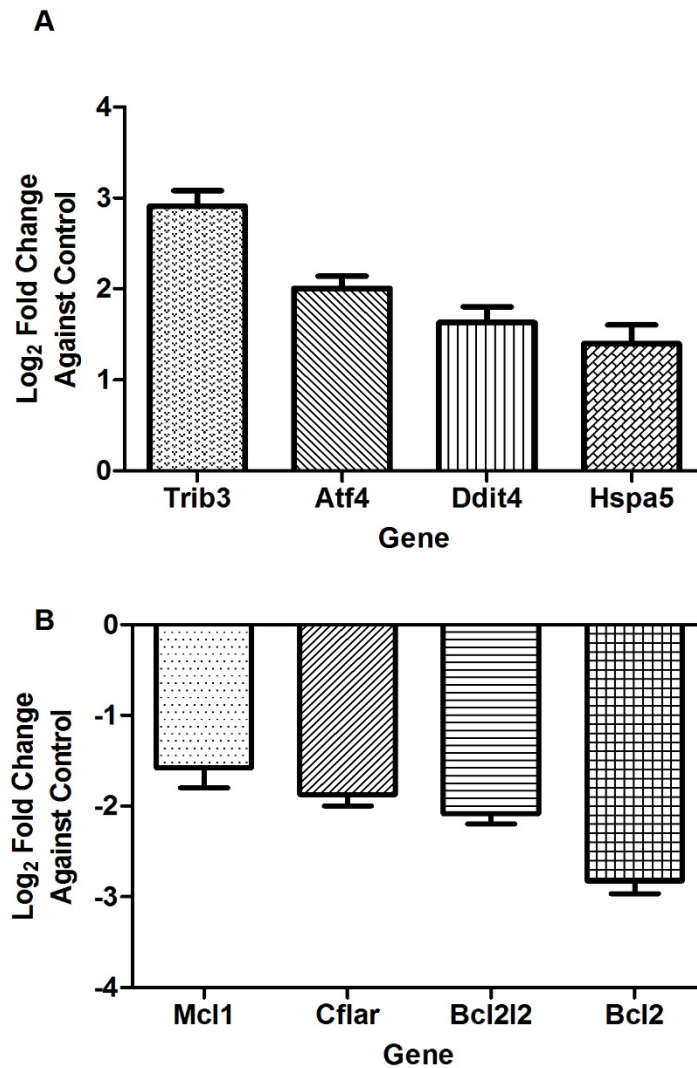 A
Log₂ Fold Change
Against Control
4
3
2
1
0
Trib3 Atf4 Ddit4 Hspa5
Gene
B
Log₂ Fold Change
Against Control
0
-1
-2
-3
-4
Mcl1 Cflar Bcl2l2 Bcl2
Gene